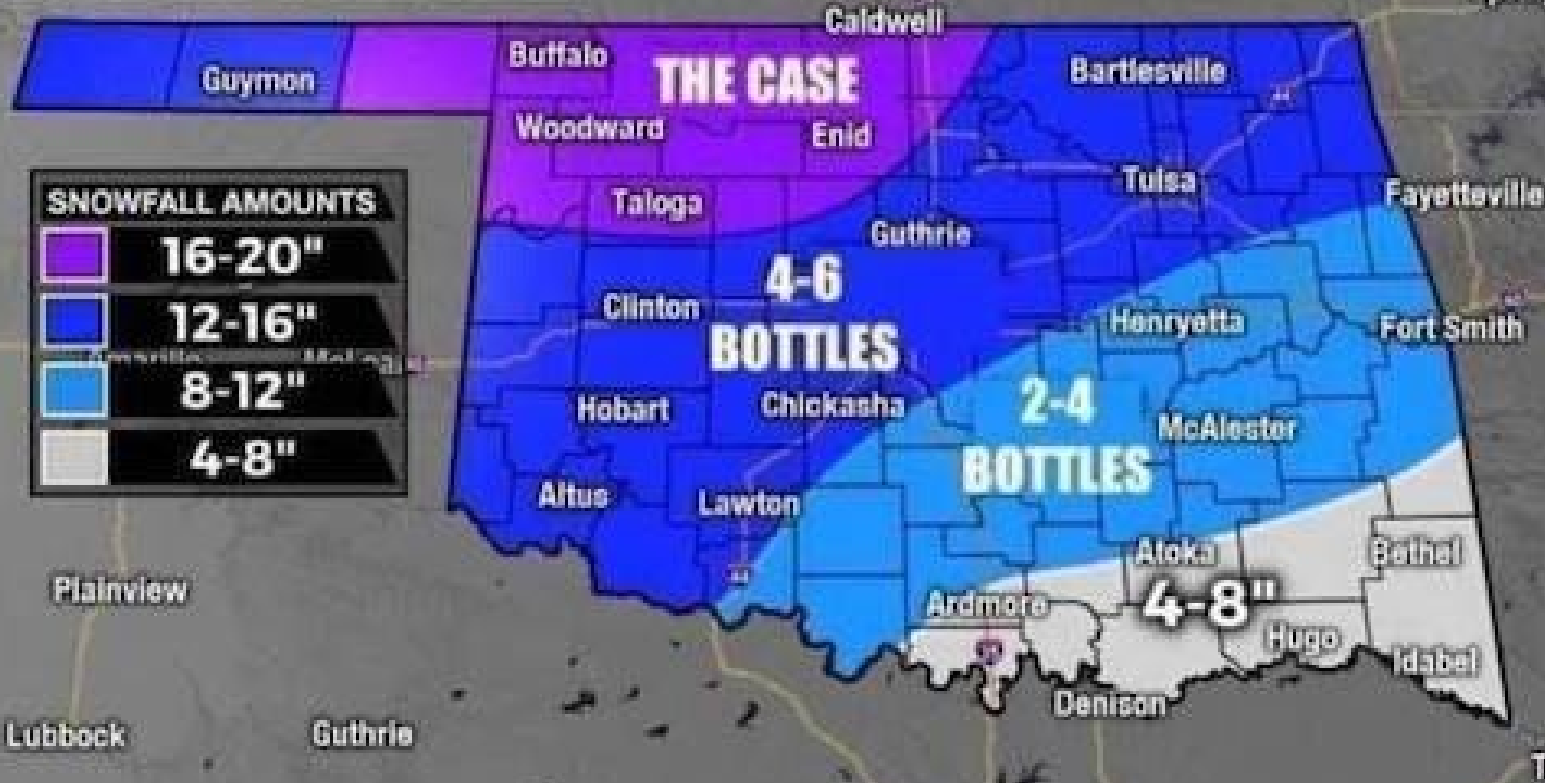 Caldwell
Buffalo
THE CASE
Bartlesville
Guymon
44
Woodward
Enid
Tulsa
Taloga
Fayetteville
SNOWFALL AMOUNTS
16-20"
12-16"
8-12"
4-8"
Guthrie
4-6
BOTTLES
Clinton
Henryetta
Fort Smith
Hobart
Chickasha
2-4
BOTTLES
McAlester
Altus
Lawton
44
Atoka
Bethel
Plainview
Ardmore
4-8"
Hugo
Idabel
Denison
Lubbock
Guthrie